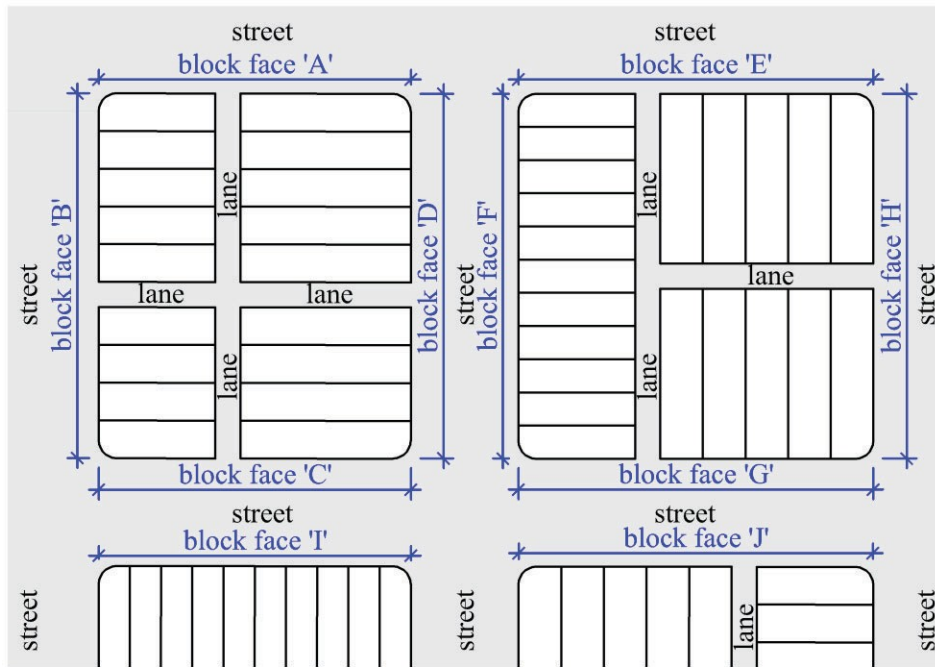 street
street
block face 'A'
block face 'E'
lane
lane
block face 'B'
block face 'D'
block face 'F'
block face 'H'
street
street
street
lane
lane
lane
lane
lane
block face 'C'
block face 'G'
street
street
block face 'I'
block face 'J'
street
street
lane
street